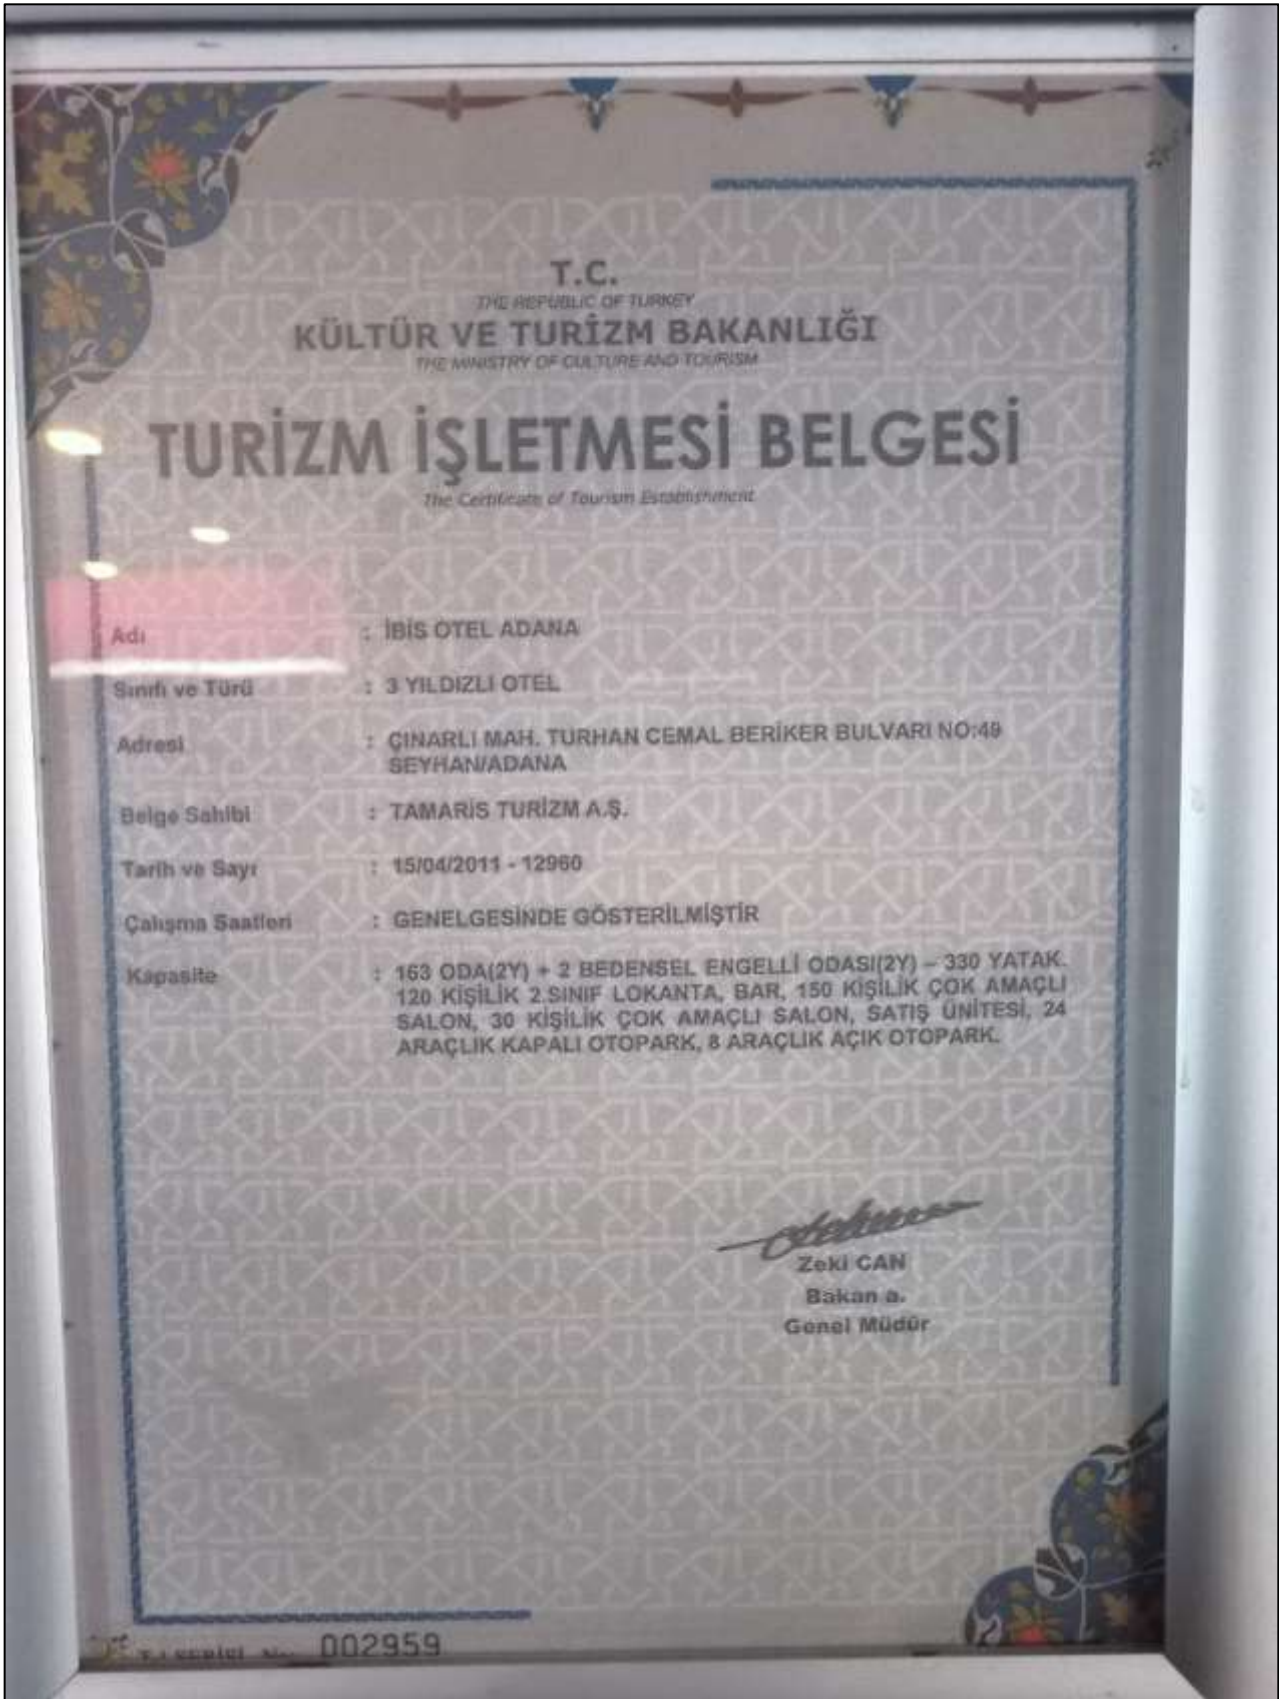 T.C.
THE REPUBLIC OF TURKEY
KÜLTÜR VE TURİZM BAKANLIĞI
THE MINISTRY OF CULTURE AND TOURISM
TURİZM İŞLETMESİ BELGESİ
The Certificate of Tourism Establishment
Adı : İBİS OTEL ADANA
Sınıfı ve Türü : 3 YILDIZLI OTEL
Adresi : ÇINARLI MAH. TURHAN CEMAL BERİKER BULVARI NO:49
SEYHAN/ADANA
Belge Sahibi : TAMARİS TURİZM A.Ş.
Tarih ve Sayı : 15/04/2011 - 12960
Çalışma Saatleri : GENELGESİNDE GÖSTERİLMİŞTİR
Kapasite : 163 ODA(2Y) + 2 BEDENSEL ENGELLİ ODASI(2Y) – 330 YATAK.
120 KİŞİLİK 2.SINIF LOKANTA, BAR, 150 KİŞİLİK ÇOK AMAÇLI
SALON, 30 KİŞİLİK ÇOK AMAÇLI SALON, SATIŞ ÜNİTESİ, 24
ARAÇLIK KAPALI OTOPARK, 8 ARAÇLIK AÇIK OTOPARK.
Zeki CAN
Bakan a.
Genel Müdür
002959